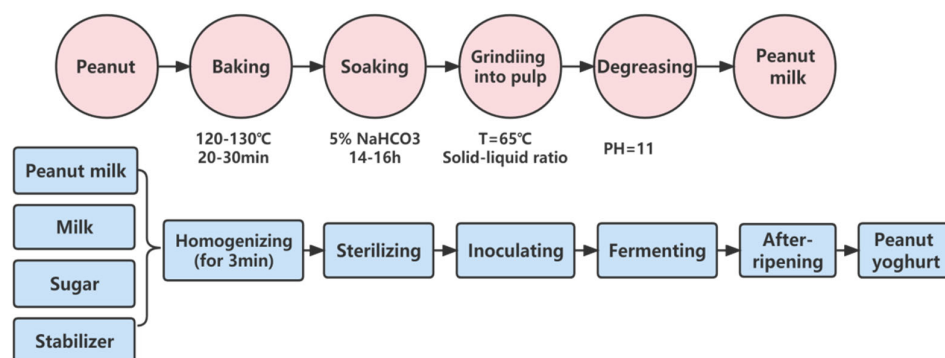 Peanut
Baking
Soaking
Grindiing
into pulp
Degreasing
Peanut
milk
120-130℃
20-30min
5% NaHCO3
14-16h
T=65℃
Solid-liquid ratio
PH=11
Peanut milk
Milk
Sugar
Stabilizer
Homogenizing
(for 3min)
Sterilizing
Inoculating
Fermenting
After-
ripening
Peanut
yoghurt